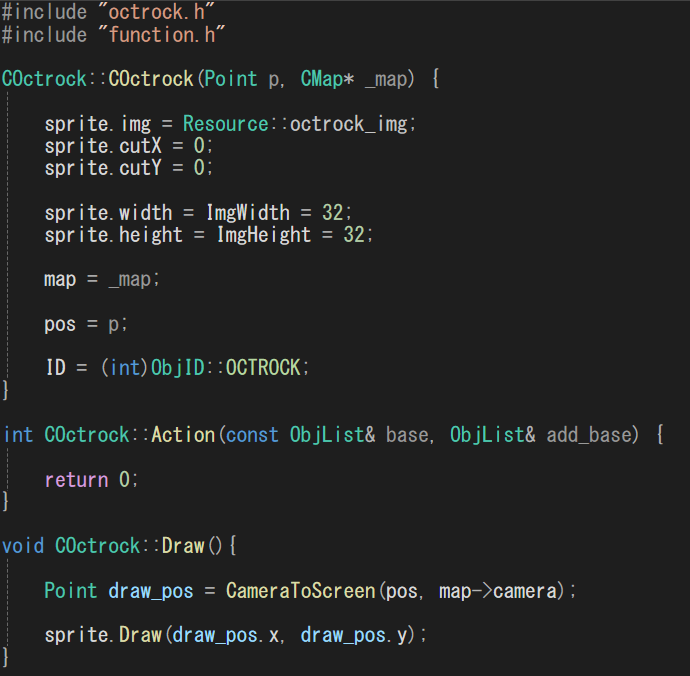 #include "octrock.h"
#include "function.h"
COctrock::COctrock(Point p, CMap* _map) {
sprite.img = Resource::octrock_img;
sprite.cutX = 0;
sprite.cutY = 0;
sprite.width = ImgWidth = 32;
sprite.height = ImgHeight = 32;
map = _map;
pos = p;
ID = (int)ObjID::OCTROCK;
}
int COctrock::Action(const ObjList& base, ObjList& add_base) {
return 0;
}
void COctrock::Draw(){
Point draw_pos = CameraToScreen(pos, map->camera);
sprite.Draw(draw_pos.x, draw_pos.y);
}